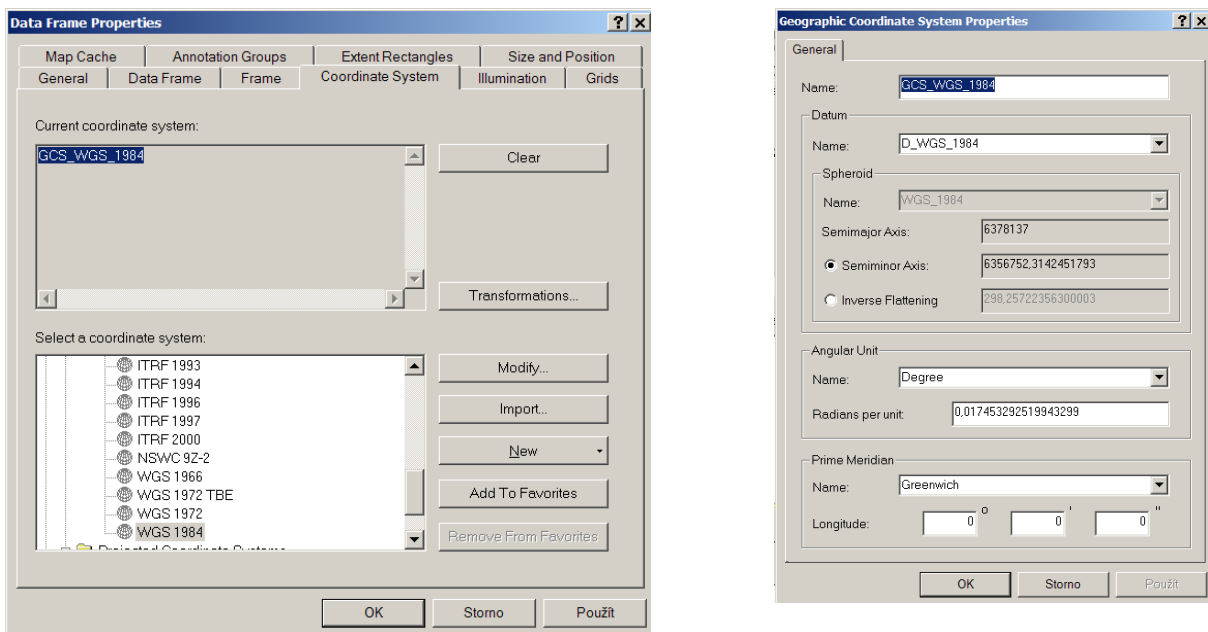 Data Frame Properties
Map Cache
Annotation Groups
Extent Rectangles
Size and Position
General
Data Frame
Frame
Coordinate System
Illumination
Grids
Current coordinate system:
GCS_WGS_1984
Clear
Transformations...
Select a coordinate system:
ITRF 1993
ITRF 1994
ITRF 1996
ITRF 1997
ITRF 2000
NSWC 9Z-2
WGS 1966
WGS 1972 TBE
WGS 1972
WGS 1984
Projected Coordinate Systems
Modify...
Import...
New
Add To Favorites
Remove From Favorites
OK
Storno
Použít
Geographic Coordinate System Properties
General
Name: GCS_WGS_1984
Datum
Name: D_WGS_1984
Spheroid
Name: WGS_1984
Semimajor Axis: 6378137
Semiminor Axis: 6356752,3142451793
Inverse Flattening 298,25722356300003
Angular Unit
Name: Degree
Radians per unit: 0,017453292519943299
Prime Meridian
Name: Greenwich
Longitude: 0 ° 0 ' 0 "
OK
Storno
Použít